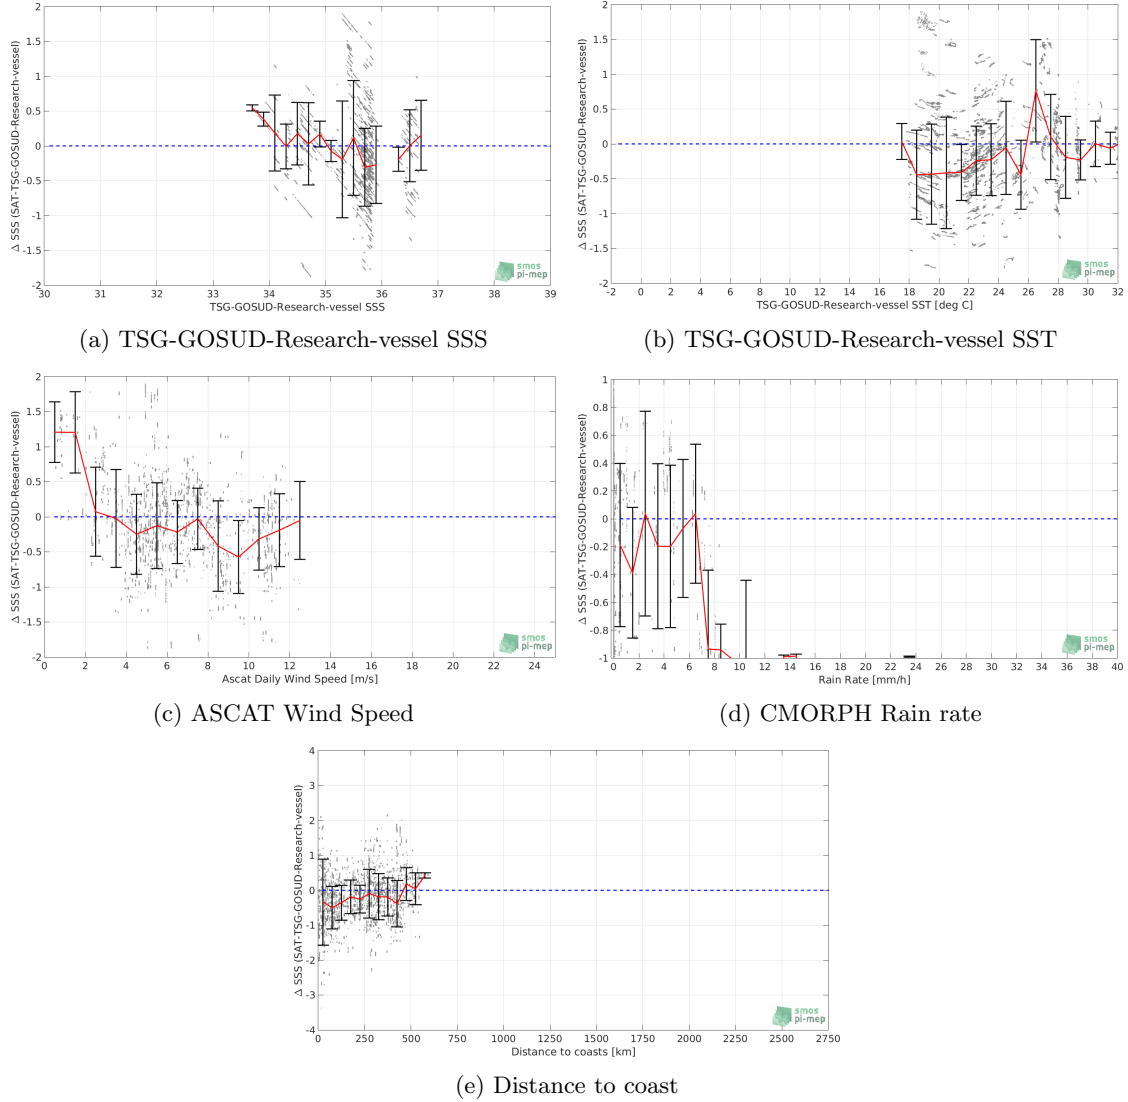 Δ SSS (SAT-TSG-GOSUD-Research-vessel)
2
1.5
1
0.5
0
-0.5
-1
-1.5
-2
30 31 32 33 34 35 36 37 38 39
TSG-GOSUD-Research-vessel SSS
smos
pi-mep
(a) TSG-GOSUD-Research-vessel SSS
Δ SSS (SAT-TSG-GOSUD-Research-vessel)
2
1.5
1
0.5
0
-0.5
-1
-1.5
-2
-2 0 2 4 6 8 10 12 14 16 18 20 22 24 26 28 30 32
TSG-GOSUD-Research-vessel SST [deg C]
smos
pi-mep
(b) TSG-GOSUD-Research-vessel SST
Δ SSS (SAT-TSG-GOSUD-Research-vessel)
2
1.5
1
0.5
0
-0.5
-1
-1.5
-2
0 2 4 6 8 10 12 14 16 18 20 22 24
Ascat Daily Wind Speed [m/s]
smos
pi-mep
(c) ASCAT Wind Speed
Δ SSS (SAT-TSG-GOSUD-Research-vessel)
1
0.8
0.6
0.4
0.2
0
-0.2
-0.4
-0.6
-0.8
-1
0 2 4 6 8 10 12 14 16 18 20 22 24 26 28 30 32 34 36 38 40
Rain Rate [mm/h]
smos
pi-mep
(d) CMORPH Rain rate
Δ SSS (SAT-TSG-GOSUD-Research-vessel)
4
3
2
1
0
-1
-2
-3
-4
0 250 500 750 1000 1250 1500 1750 2000 2250 2500 2750
Distance to coasts [km]
smos
pi-mep
(e) Distance to coast